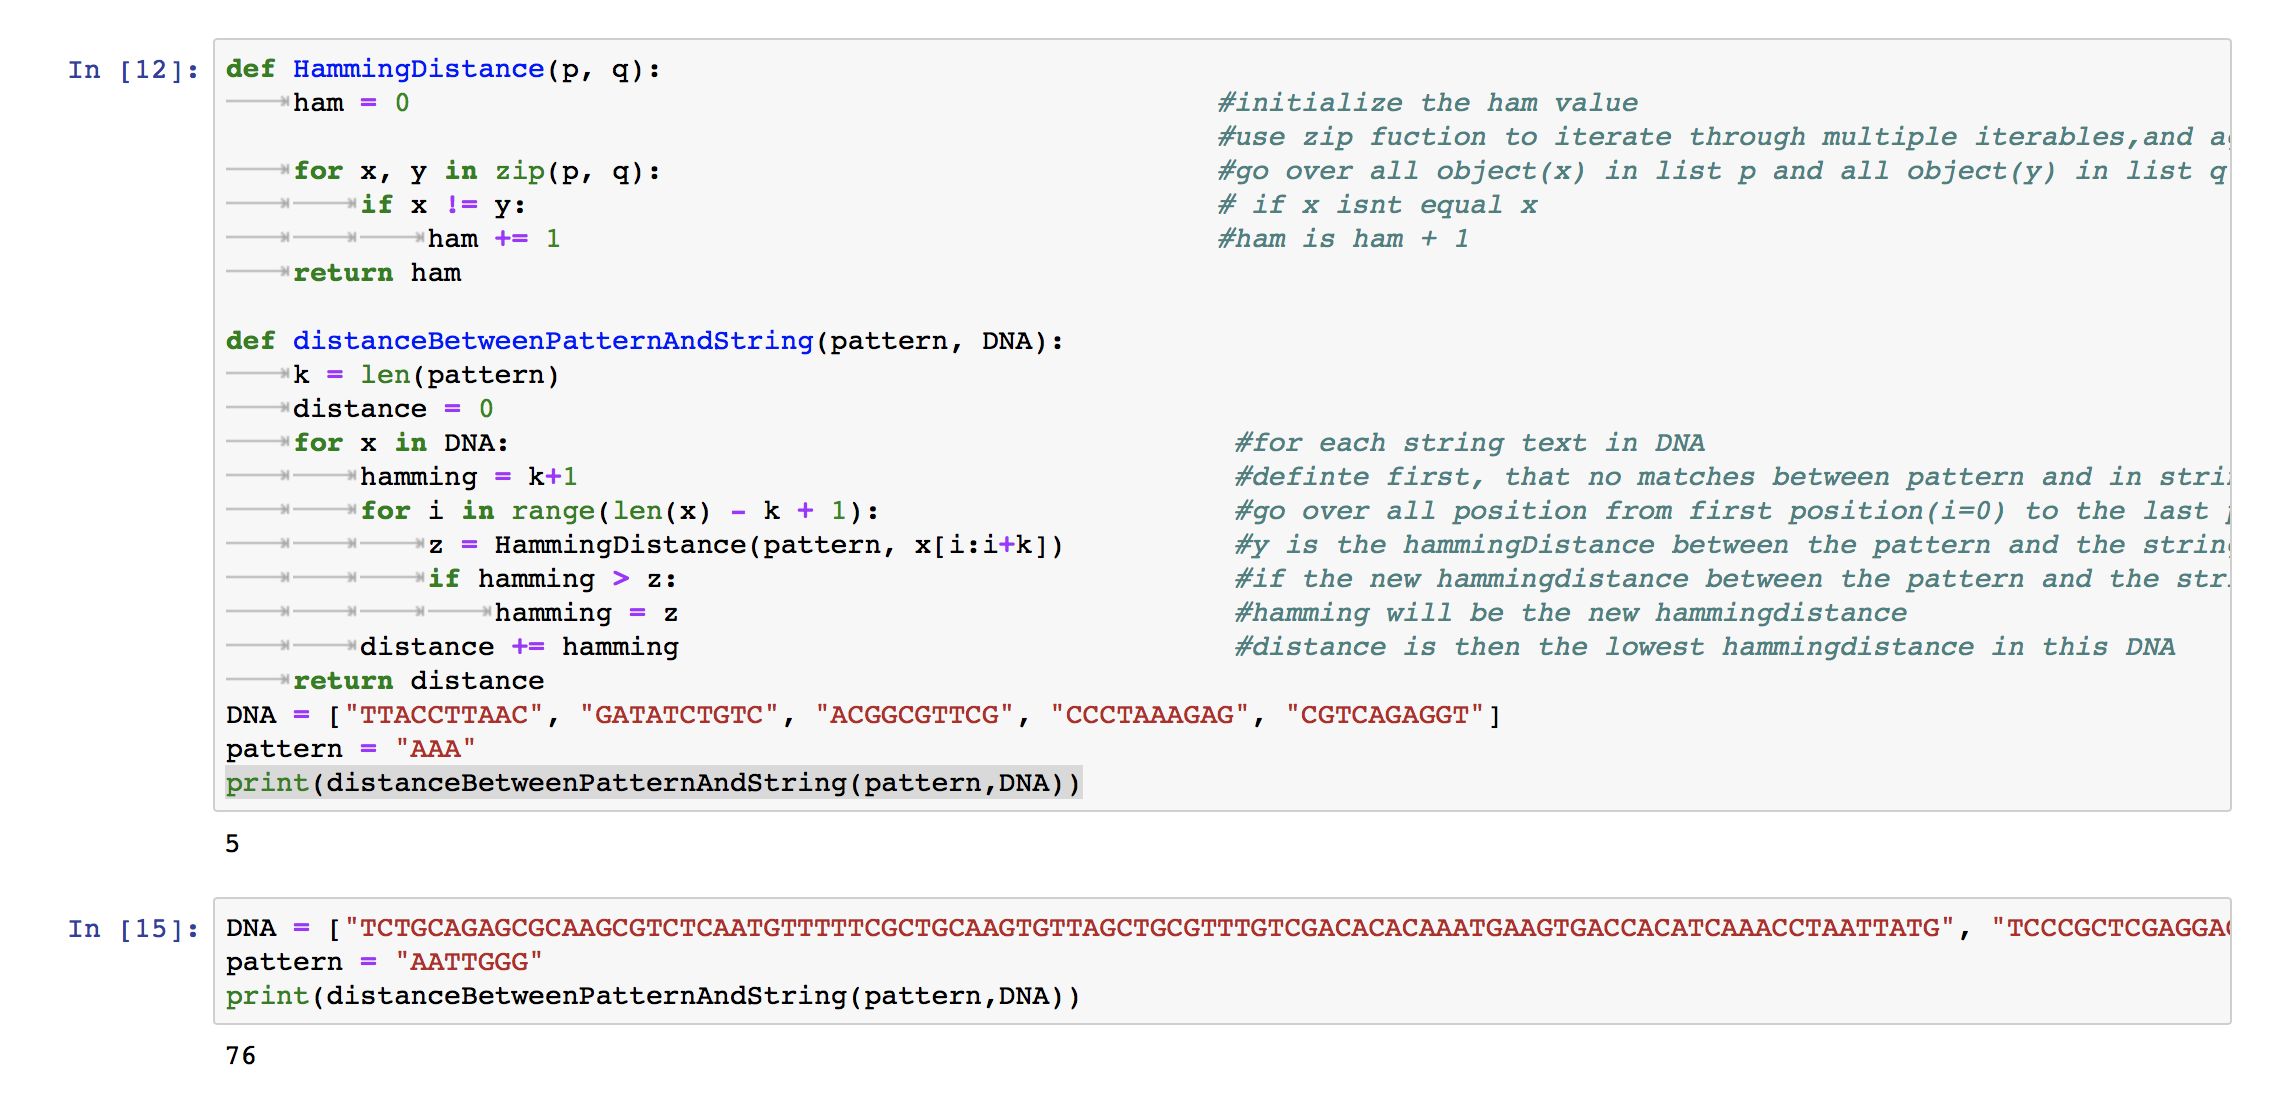 In [12]: def HammingDistance(p, q):
ham = 0 #initialize the ham value
#use zip fuction to iterate through multiple iterables,and
for x, y in zip(p, q): #go over all object(x) in list p and all object(y) in list q
if x != y: # if x isnt equal x
ham += 1 #ham is ham + 1
return ham
def distanceBetweenPatternAndString(pattern, DNA):
k = len(pattern)
distance = 0
for x in DNA: #for each string text in DNA
hamming = k+1 #definte first, that no matches between pattern and in
for i in range(len(x) - k + 1): #go over all position from first position(i=0) to the last
z = HammingDistance(pattern, x[i:i+k]) #y is the hammingDistance between the pattern and the
if hamming > z: #if the new hammingdistance between the pattern and the
hamming = z #hamming will be the new hammingdistance
distance += hamming #distance is then the lowest hammingdistance in this DNA
return distance
DNA = ["TTACCTTAAC", "GATATCTGTC", "ACGGCGTTCG", "CCCTAAAGAG", "CGTCAGAGGT"]
pattern = "AAA"
print(distanceBetweenPatternAndString(pattern,DNA))
5
In [15]: DNA = ["TCTGCAGAGCGCAAGCGTCTCAATGTTTTTCGCTGCAAGTGTTAGCTGCGTTTGTCGACACACAAATGAAGTGACCACATCAAACCTAATTATG", "TCCCGCTCGAGGA
pattern = "AATTGGG"
print(distanceBetweenPatternAndString(pattern,DNA))
76